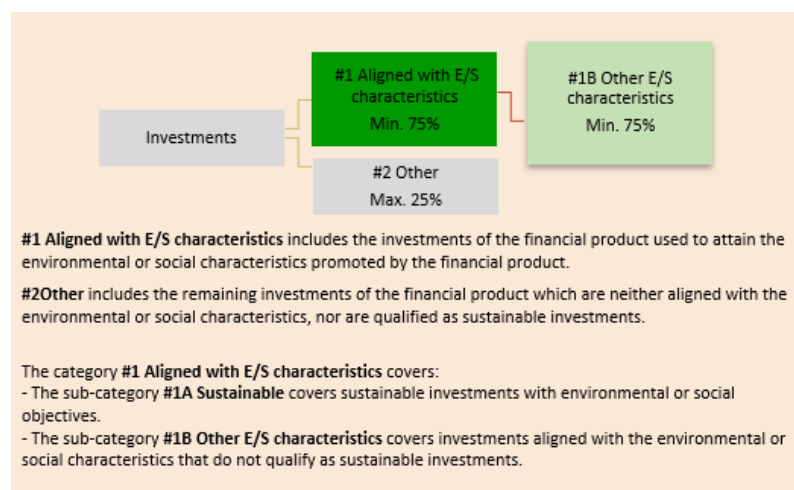 #1 Aligned with E/S
characteristics
Min. 75%
#1B Other E/S
characteristics
Min. 75%
Investments
#2 Other
Max. 25%
#1 Aligned with E/S characteristics includes the investments of the financial product used to attain the
environmental or social characteristics promoted by the financial product.
#2Other includes the remaining investments of the financial product which are neither aligned with the
environmental or social characteristics, nor are qualified as sustainable investments.
The category #1 Aligned with E/S characteristics covers:
- The sub-category #1A Sustainable covers sustainable investments with environmental or social
objectives.
- The sub-category #1B Other E/S characteristics covers investments aligned with the environmental or
social characteristics that do not qualify as sustainable investments.